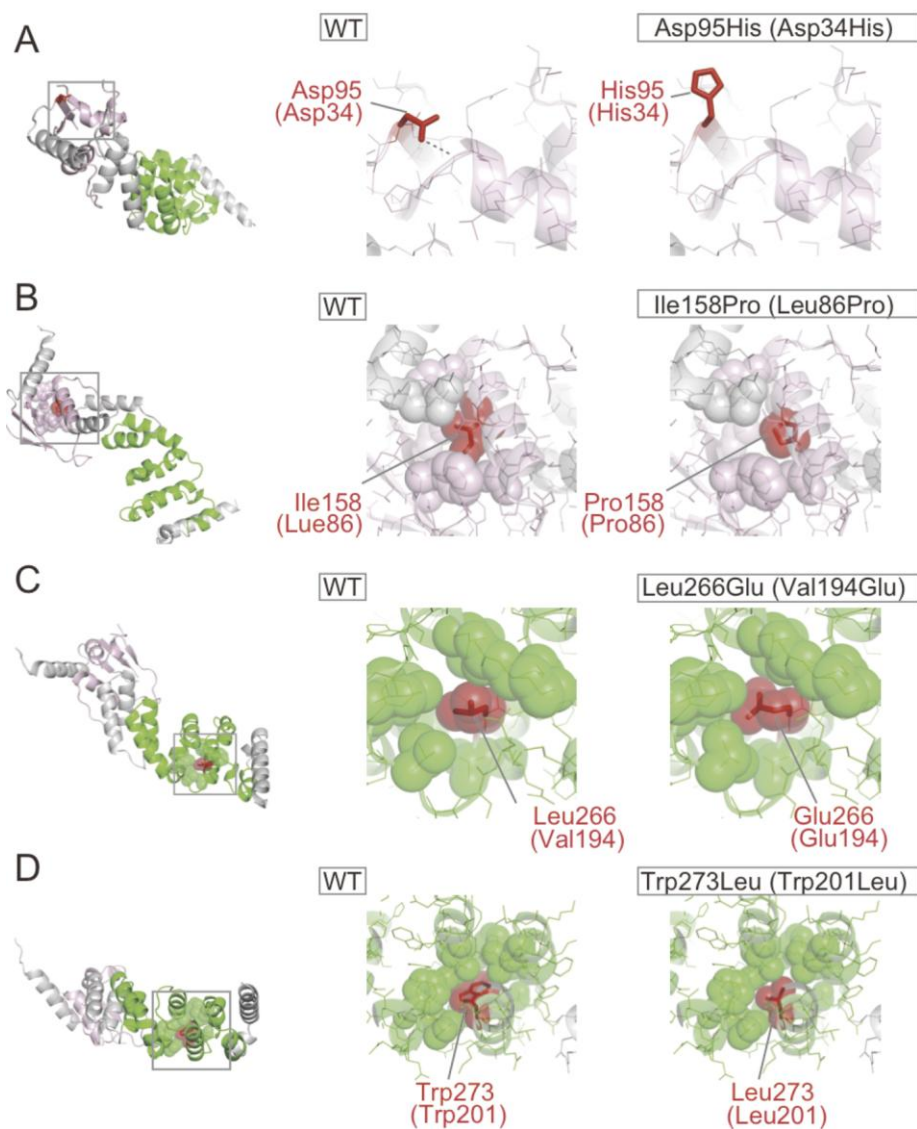 A
WT
Asp95His (Asp34His)
Asp95
(Asp34)
His95
(His34)
B
WT
Ile158Pro (Leu86Pro)
Ile158
(Lue86)
Pro158
(Pro86)
C
WT
Leu266Glu (Val194Glu)
Leu266
(Val194)
Glu266
(Glu194)
D
WT
Trp273Leu (Trp201Leu)
Trp273
(Trp201)
Leu273
(Leu201)